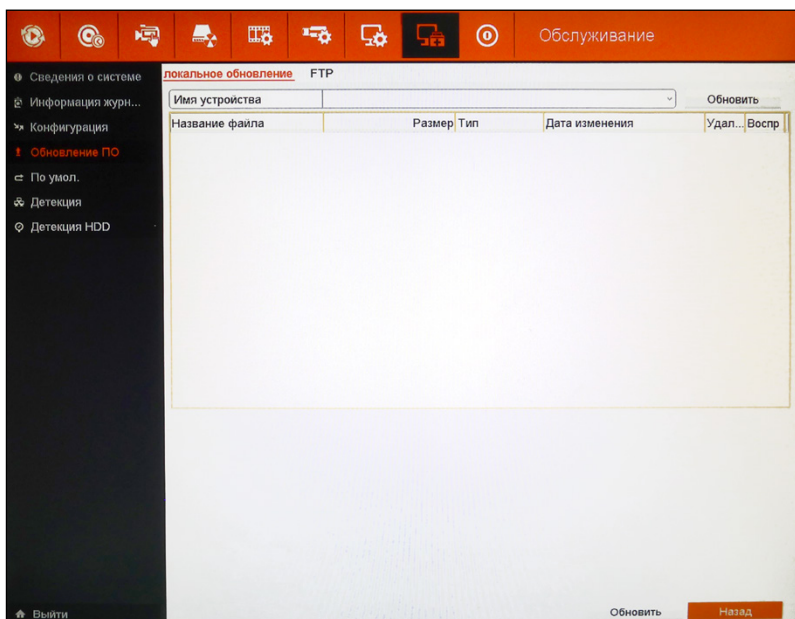 Обслуживание
Сведения о системе
Информация журн...
Конфигурация
Обновление ПО
По умол.
Детекция
Детекция HDD
Выйти
локальное обновление FTP
Имя устройства Обновить
Название файла Размер Тип Дата изменения Удал... Воспр
Обновить Назад